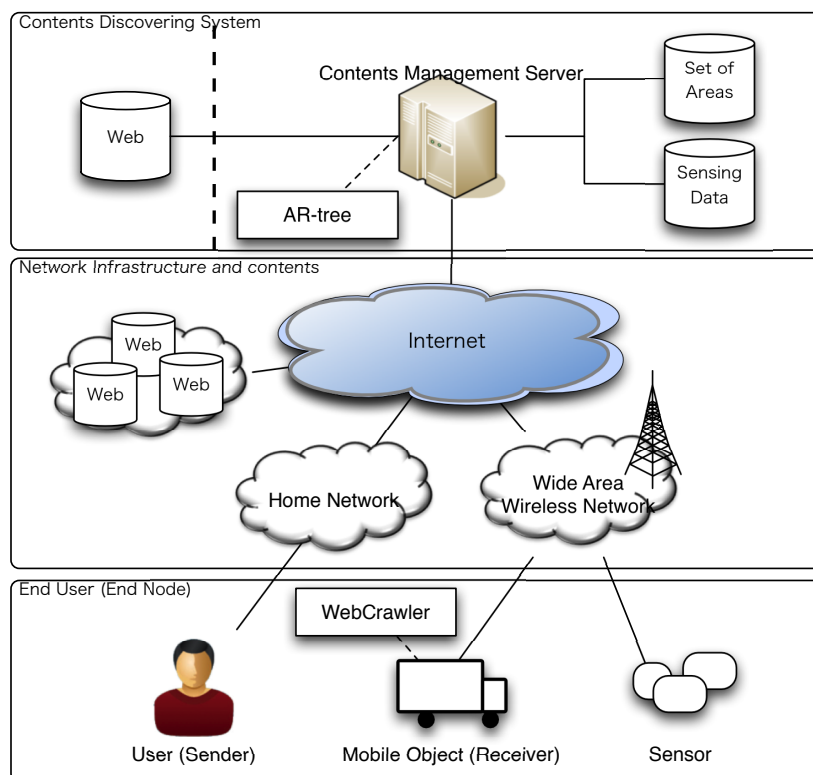 Contents Discovering System
Contents Management Server
Set of
Areas
Web
Sensing
Data
AR-tree
Network Infrastructure and contents
Internet
Web
Web
Web
Home Network
Wide Area
Wireless Network
End User (End Node)
WebCrawler
User (Sender)
Mobile Object (Receiver)
Sensor